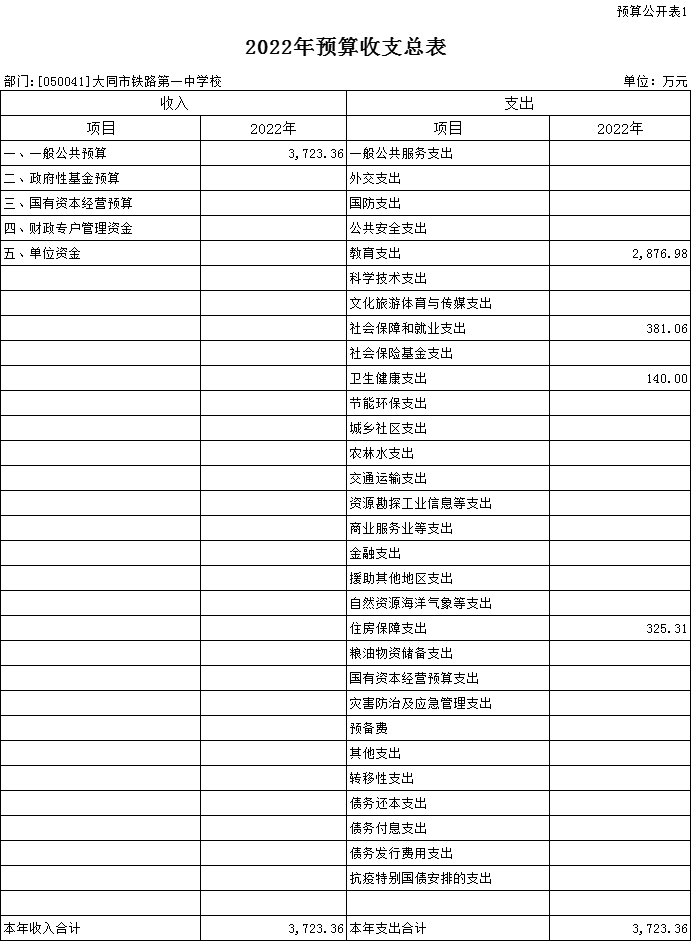 预算公开表1
2022年预算收支总表
部门:[050041]大同市铁路第一中学校 单位：万元
收入 支出
项目 2022年 项目 2022年
一、一般公共预算 3,723.36 一般公共服务支出
二、政府性基金预算 外交支出
三、国有资本经营预算 国防支出
四、财政专户管理资金 公共安全支出
五、单位资金 教育支出 2,876.98
科学技术支出
文化旅游体育与传媒支出
社会保障和就业支出 381.06
社会保险基金支出
卫生健康支出 140.00
节能环保支出
城乡社区支出
农林水支出
交通运输支出
资源勘探工业信息等支出
商业服务业等支出
金融支出
援助其他地区支出
自然资源海洋气象等支出
住房保障支出 325.31
粮油物资储备支出
国有资本经营预算支出
灾害防治及应急管理支出
预备费
其他支出
转移性支出
债务还本支出
债务付息支出
债务发行费用支出
抗疫特别国债安排的支出
本年收入合计 3,723.36 本年支出合计 3,723.36